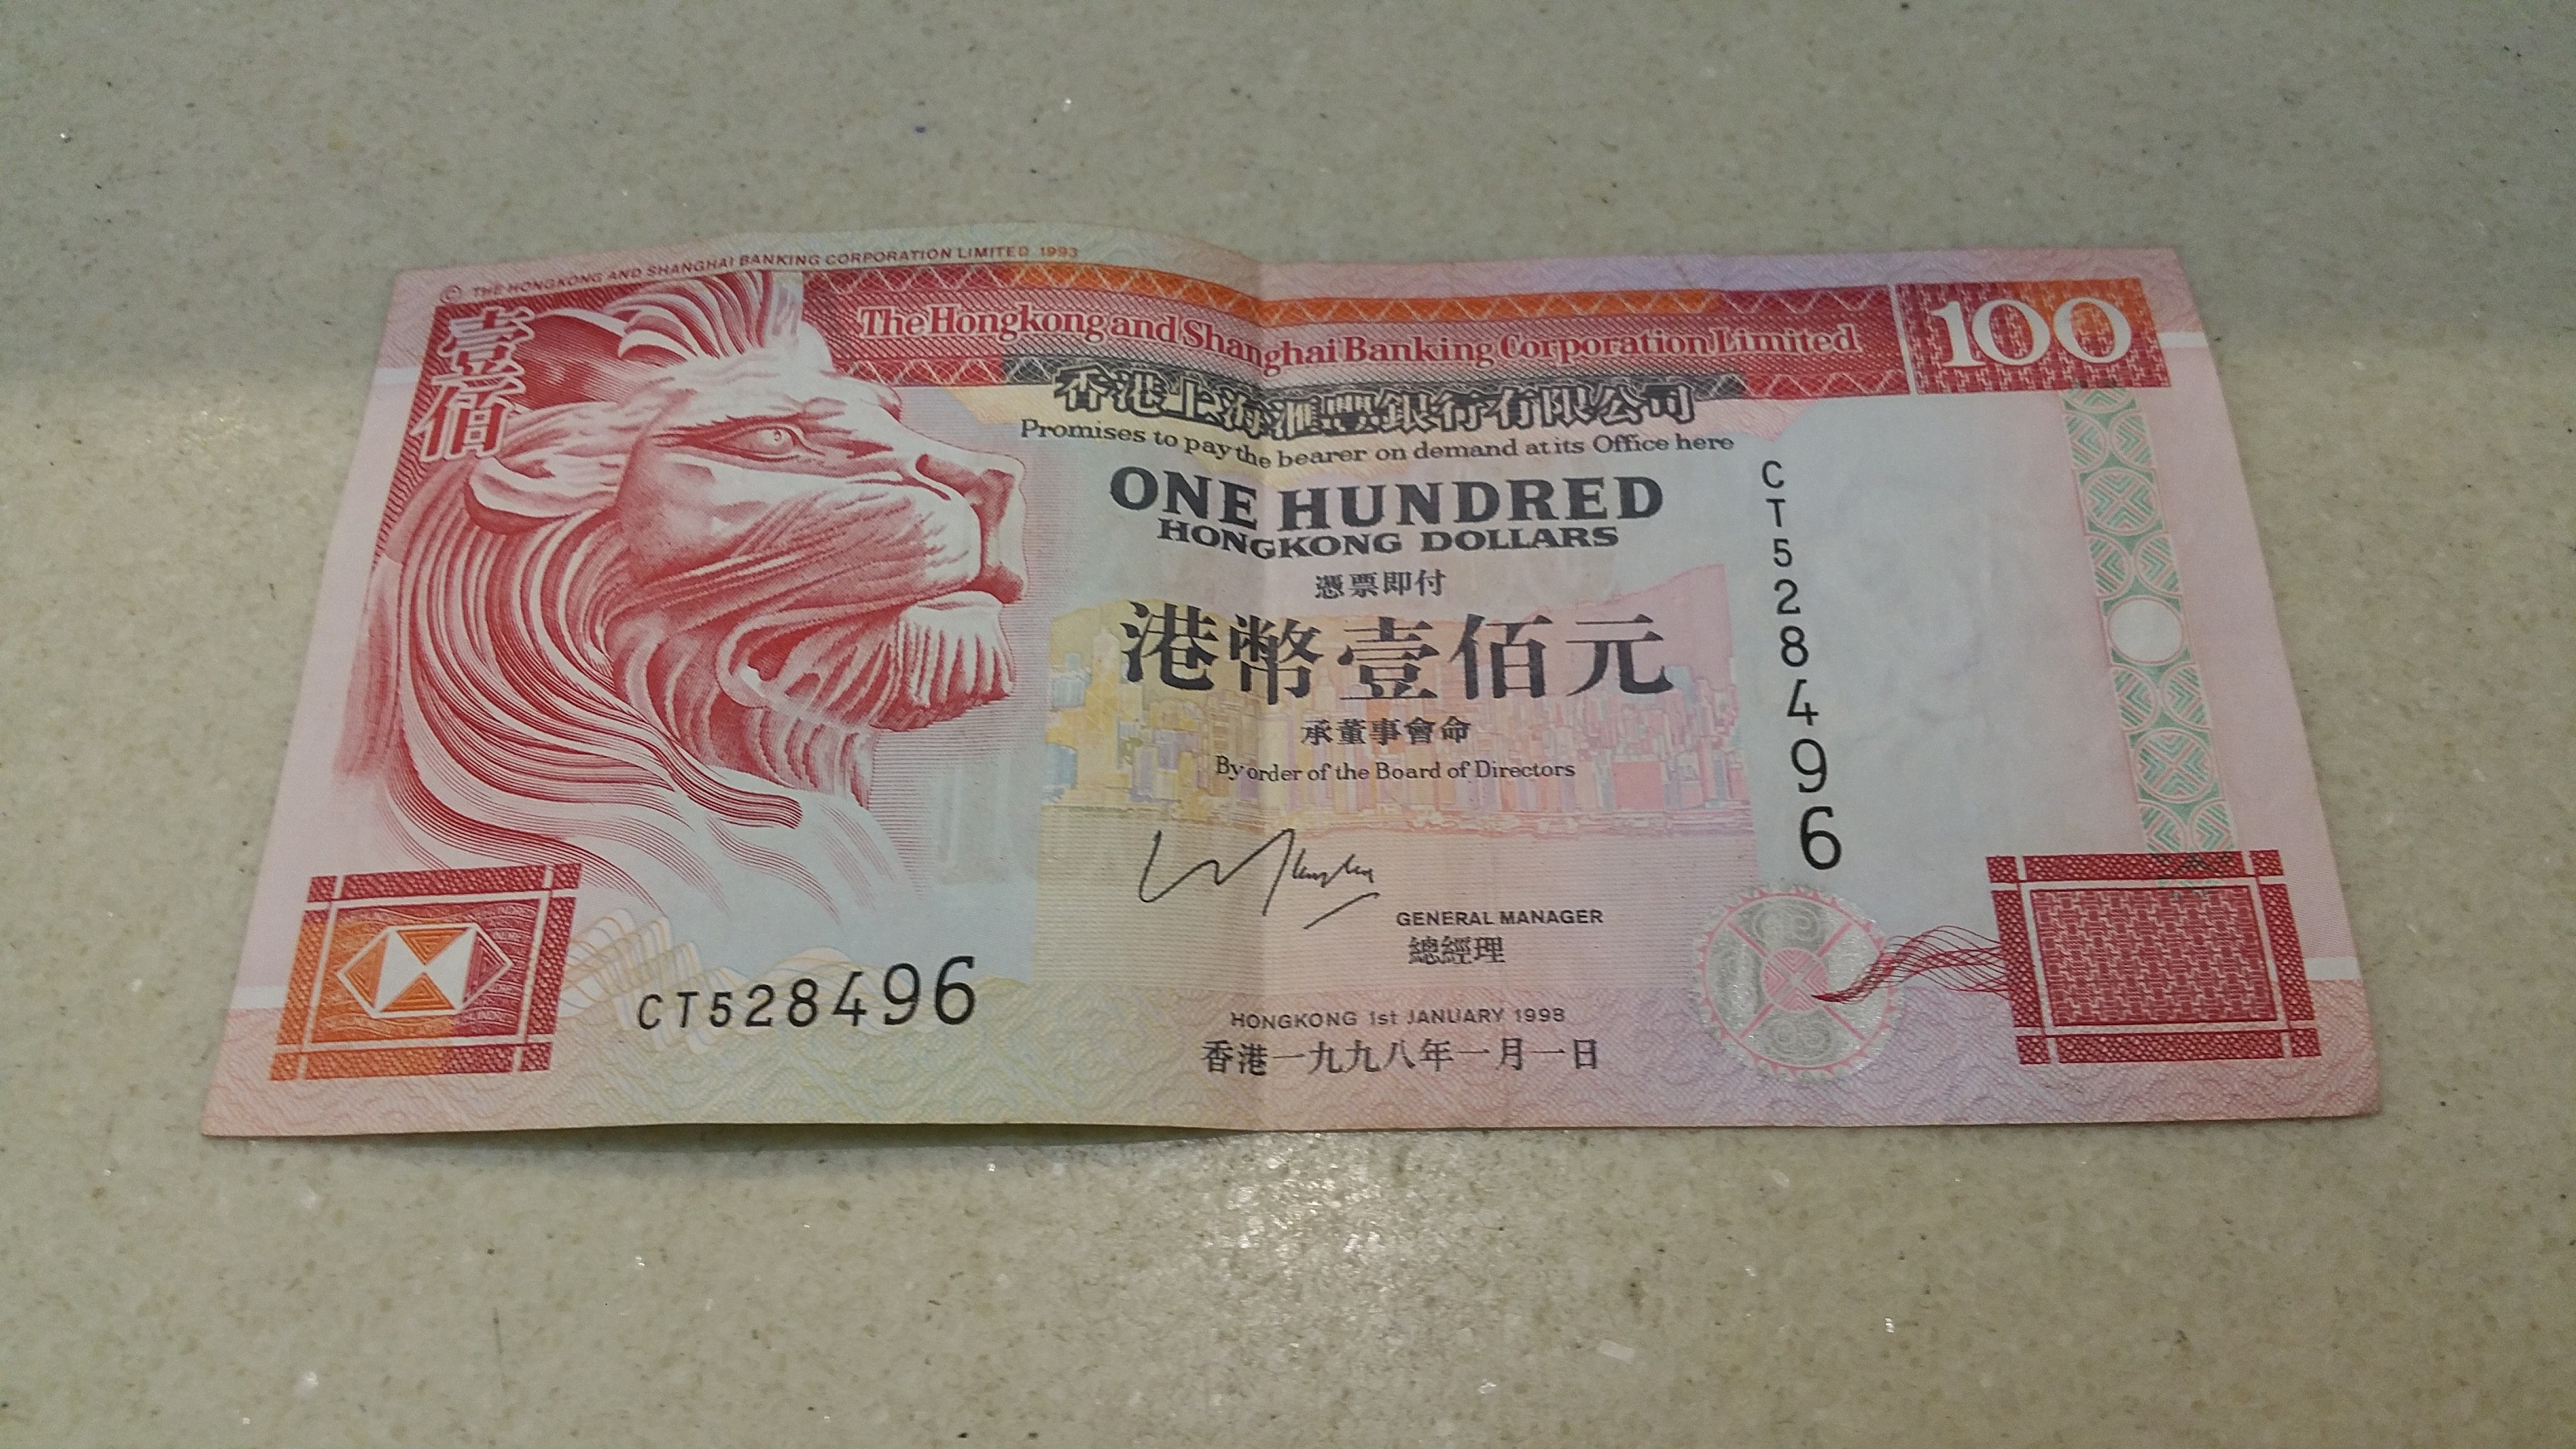 © THE HONGKONG AND SHANGHAI BANKING CORPORATION LIMITED 1993
壹佰
The Hongkong and Shanghai Banking Corporation Limited
100
香港上海滙豐銀行有限公司
Promises to pay the bearer on demand at its Office here
ONE HUNDRED
HONGKONG DOLLARS
憑票即付
港幣壹佰元
承董事會命
By order of the Board of Directors
CT528496
GENERAL MANAGER
總經理
CT528496
HONGKONG 1st JANUARY 1998
香港一九九八年一月一日